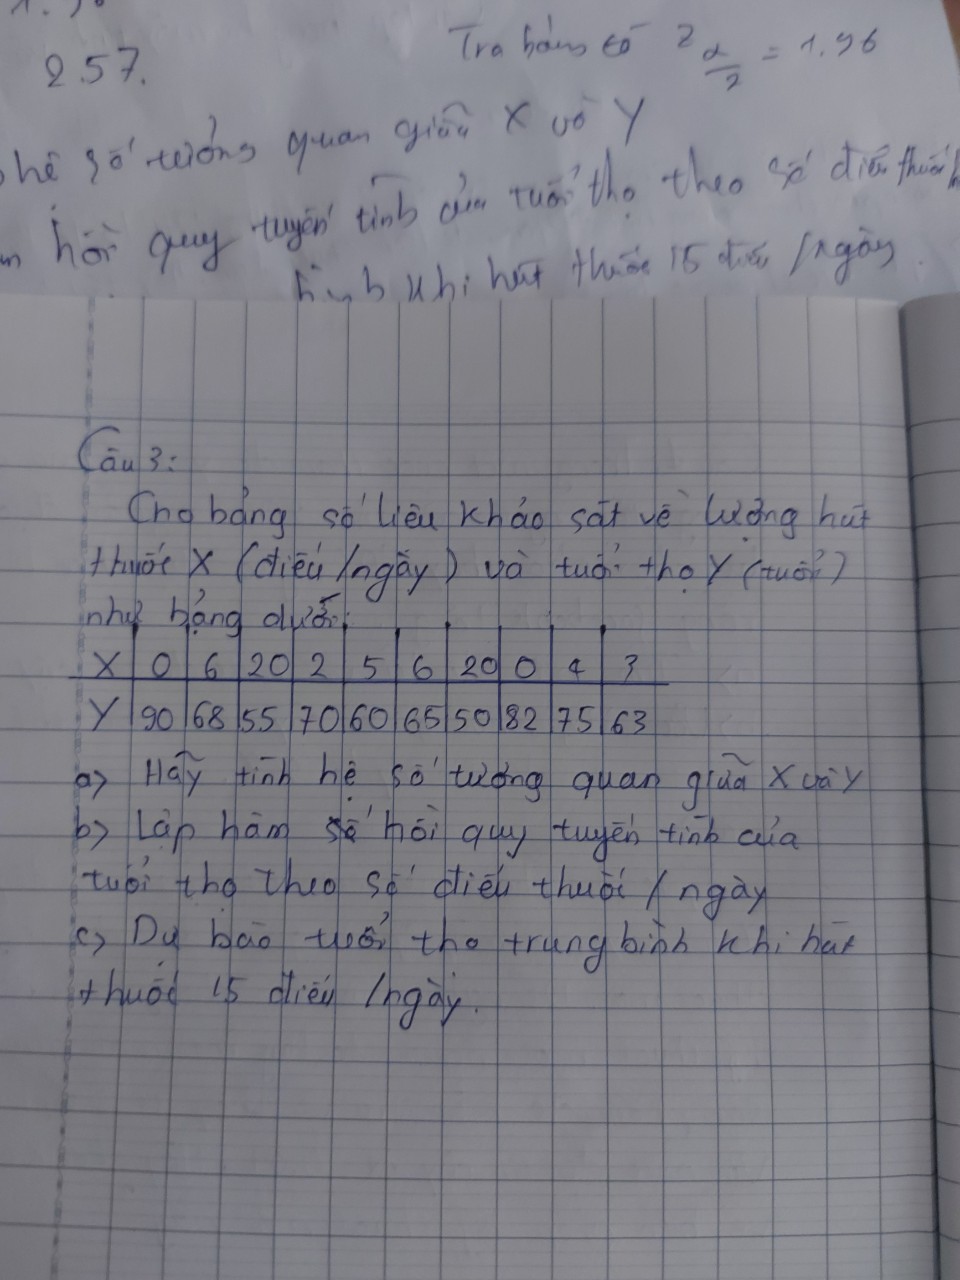 257.
Tra bảng có z α/2 = 1.96
hệ số tương quan giữa X và Y
hồi quy tuyến tính của tuổi thọ theo số điếu thuốc
khi hút thuốc 15 điếu /ngày.
Câu 3:
Cho bảng số liệu khảo sát về lượng hút
thuốc X (điếu/ngày) và tuổi thọ Y (tuổi)
như bảng dưới:
X 0 6 20 2 5 6 20 0 4 3
Y 90 68 55 70 60 65 50 82 75 63
a) Hãy tính hệ số tương quan giữa X và Y
b) Lập hàm số hồi quy tuyến tính của
tuổi thọ theo số điếu thuốc / ngày
c) Dự báo tuổi thọ trung bình khi hút
thuốc 15 điếu /ngày.